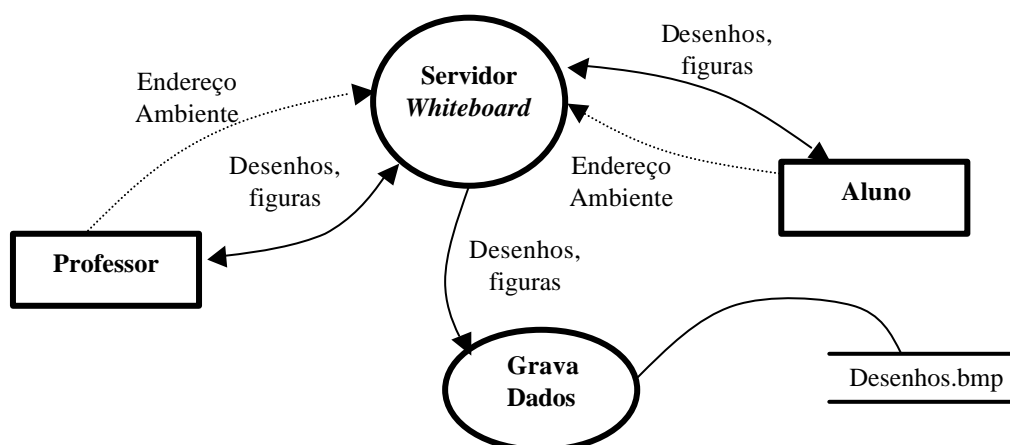 Desenhos,
figuras
Servidor
Whiteboard
Endereço
Ambiente
Desenhos,
figuras
Endereço
Ambiente
Aluno
Professor
Desenhos,
figuras
Grava
Dados
Desenhos.bmp